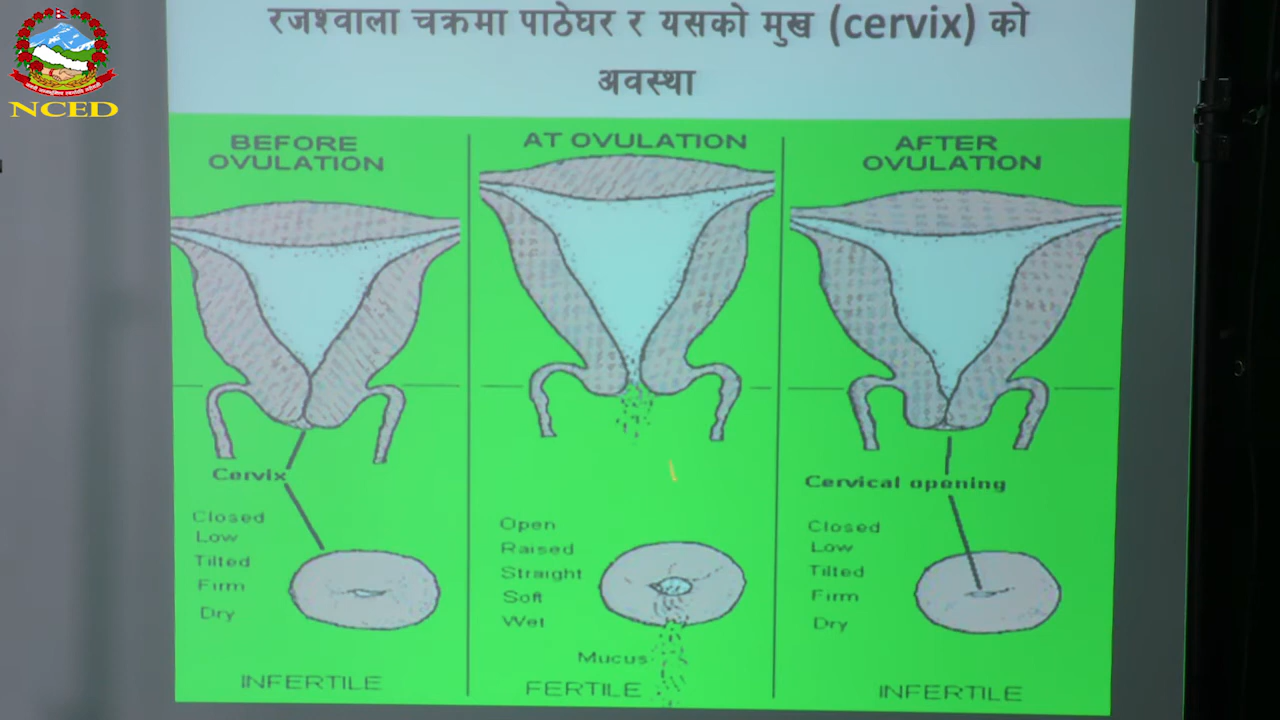 रजश्वाला चक्रमा पाठेघर र यसको मुख (cervix) को
अवस्था
NCED
BEFORE
OVULATION
AT OVULATION
AFTER
OVULATION
Cervix
Closed
Low
Tilted
Firm
Dry
INFERTILE
Open
Raised
Straight
Soft
Wet
Mucus
FERTILE
Cervical opening
Closed
Low
Tilted
Firm
Dry
INFERTILE